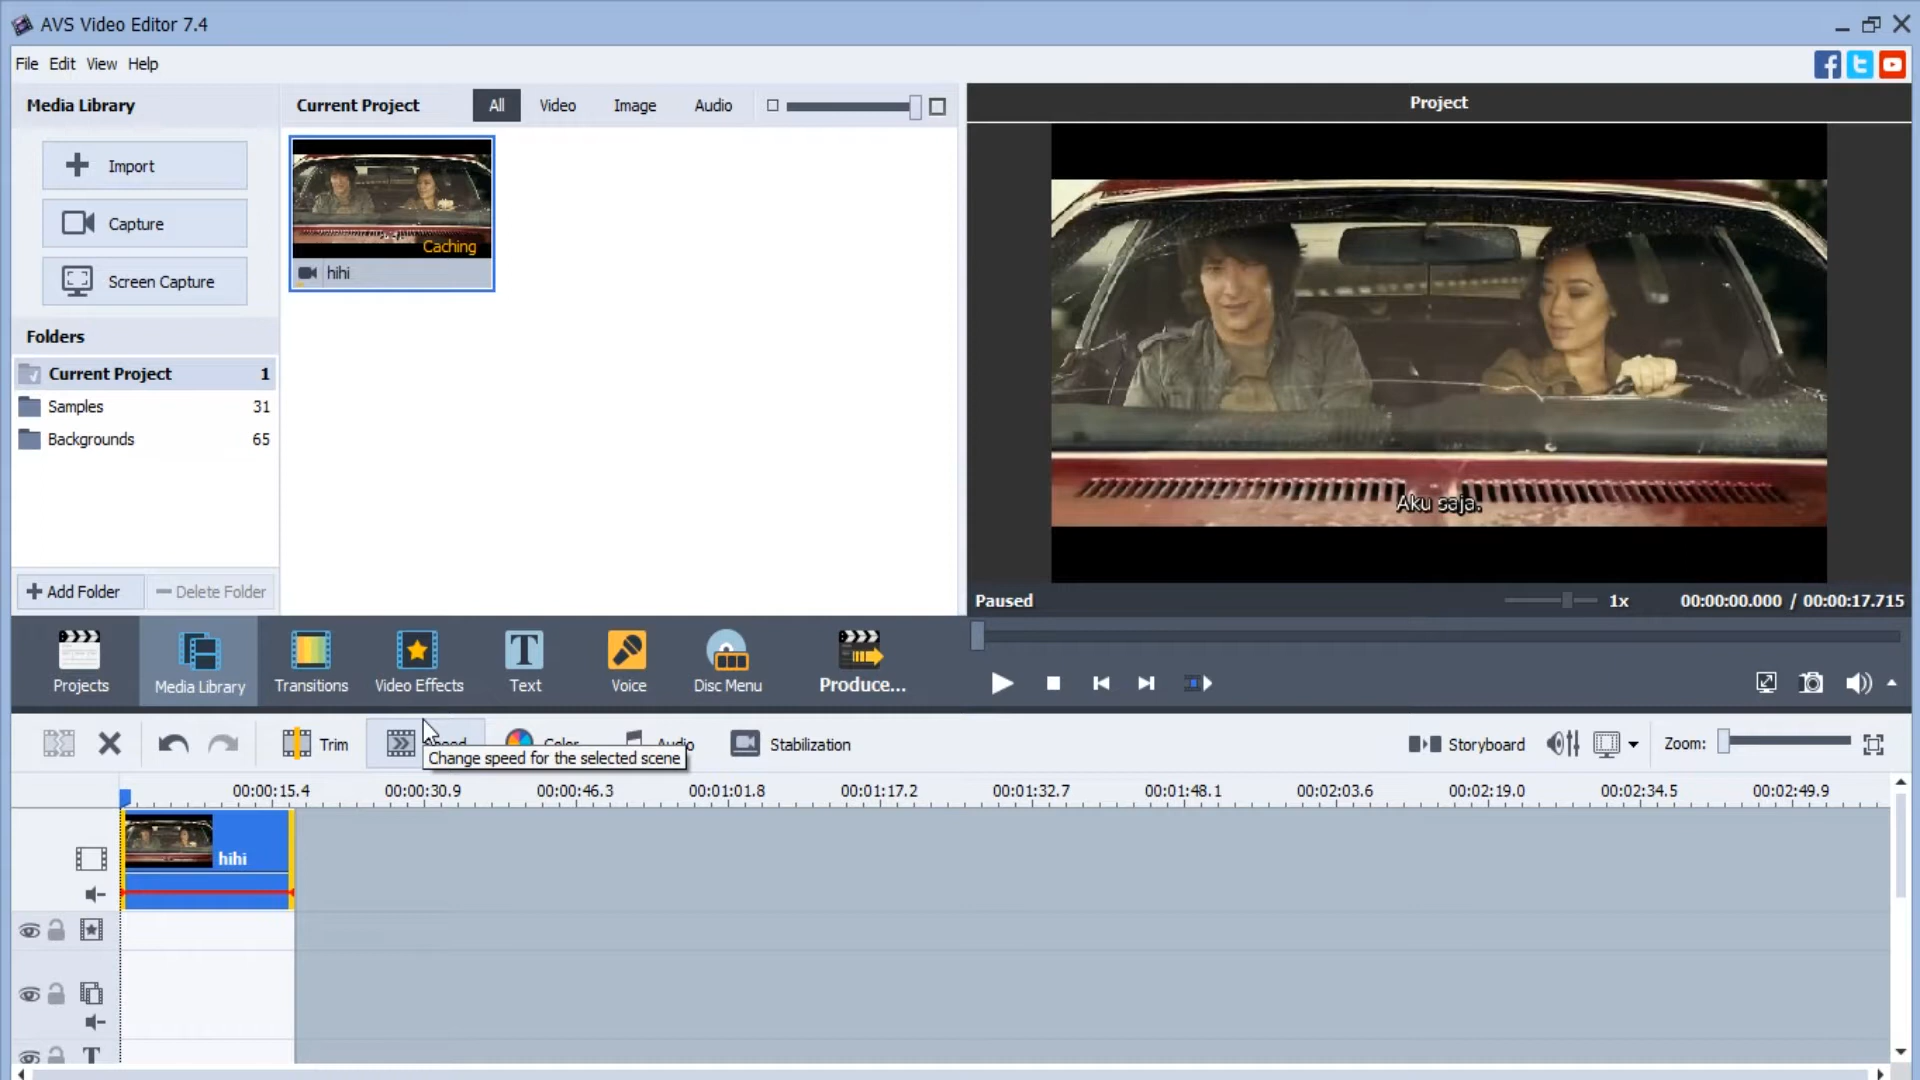 AVS Video Editor 7.4
File Edit View Help
Media Library
Current Project All Video Image Audio
Project
Import
Capture
Screen Capture
Caching
hihi
Folders
Current Project 1
Samples 31
Backgrounds 65
Aku saja.
Add Folder Delete Folder
Paused 1x 00:00:00.000 / 00:00:17.715
Projects Media Library Transitions Video Effects Text Voice Disc Menu Produce...
Trim Speed Color Audio Stabilization Storyboard Zoom:
Change speed for the selected scene
00:00:15.4 00:00:30.9 00:00:46.3 00:01:01.8 00:01:17.2 00:01:32.7 00:01:48.1 00:02:03.6 00:02:19.0 00:02:34.5 00:02:49.9
hihi